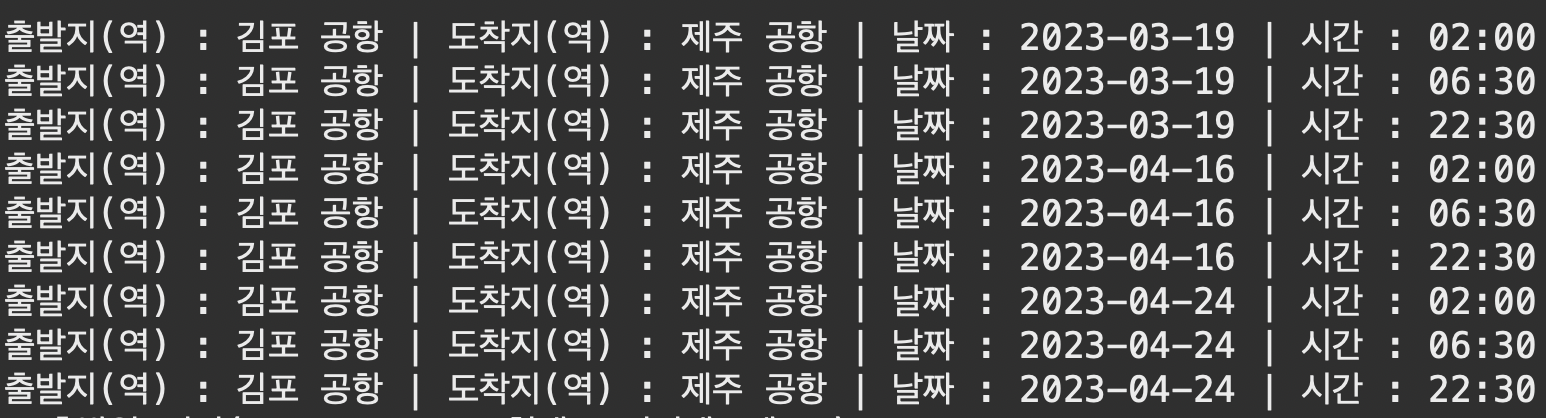 출발지(역) : 김포 공항 | 도착지(역) : 제주 공항 | 날짜 : 2023-03-19 | 시간 : 02:00
출발지(역) : 김포 공항 | 도착지(역) : 제주 공항 | 날짜 : 2023-03-19 | 시간 : 06:30
출발지(역) : 김포 공항 | 도착지(역) : 제주 공항 | 날짜 : 2023-03-19 | 시간 : 22:30
출발지(역) : 김포 공항 | 도착지(역) : 제주 공항 | 날짜 : 2023-04-16 | 시간 : 02:00
출발지(역) : 김포 공항 | 도착지(역) : 제주 공항 | 날짜 : 2023-04-16 | 시간 : 06:30
출발지(역) : 김포 공항 | 도착지(역) : 제주 공항 | 날짜 : 2023-04-16 | 시간 : 22:30
출발지(역) : 김포 공항 | 도착지(역) : 제주 공항 | 날짜 : 2023-04-24 | 시간 : 02:00
출발지(역) : 김포 공항 | 도착지(역) : 제주 공항 | 날짜 : 2023-04-24 | 시간 : 06:30
출발지(역) : 김포 공항 | 도착지(역) : 제주 공항 | 날짜 : 2023-04-24 | 시간 : 22:30